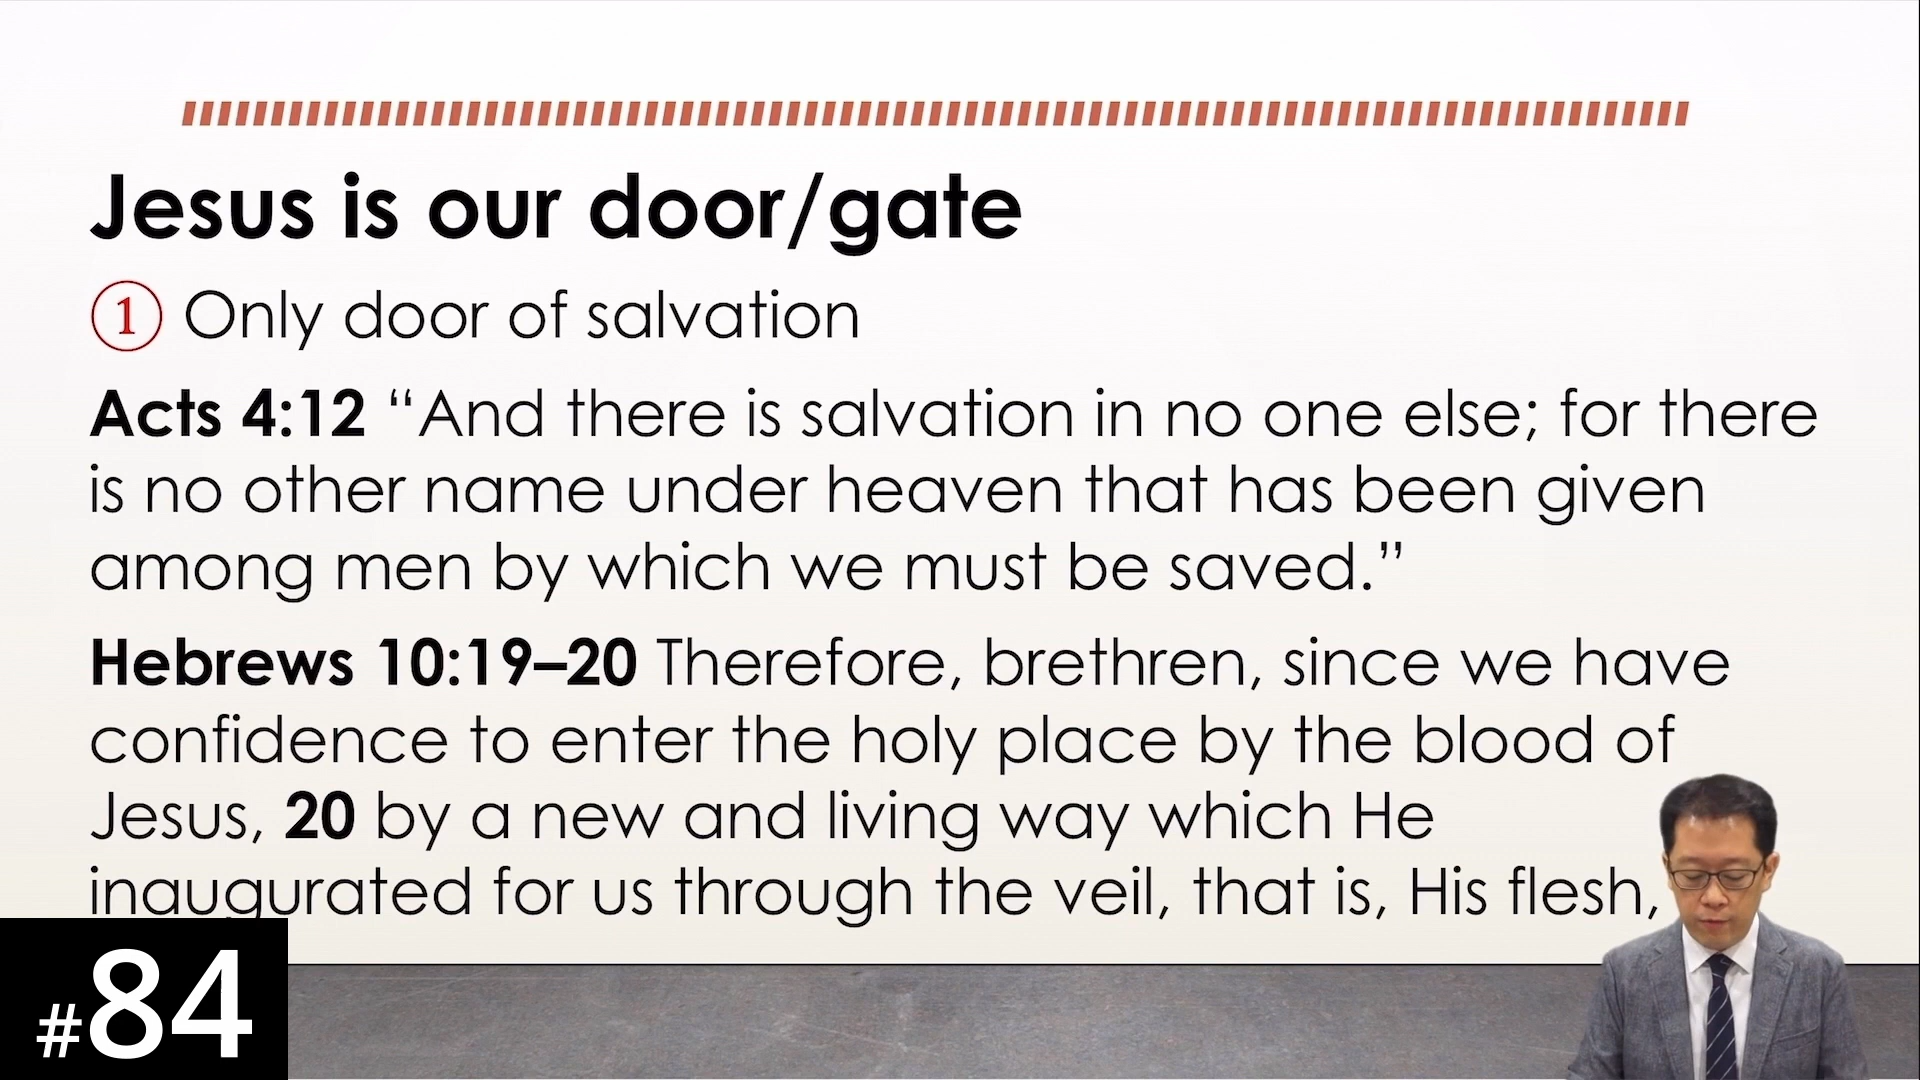 Jesus is our door/gate
① Only door of salvation
Acts 4:12 “And there is salvation in no one else; for there
is no other name under heaven that has been given
among men by which we must be saved.”
Hebrews 10:19–20 Therefore, brethren, since we have
confidence to enter the holy place by the blood of
Jesus, 20 by a new and living way which He
inaugurated for us through the veil, that is, His flesh,
#84